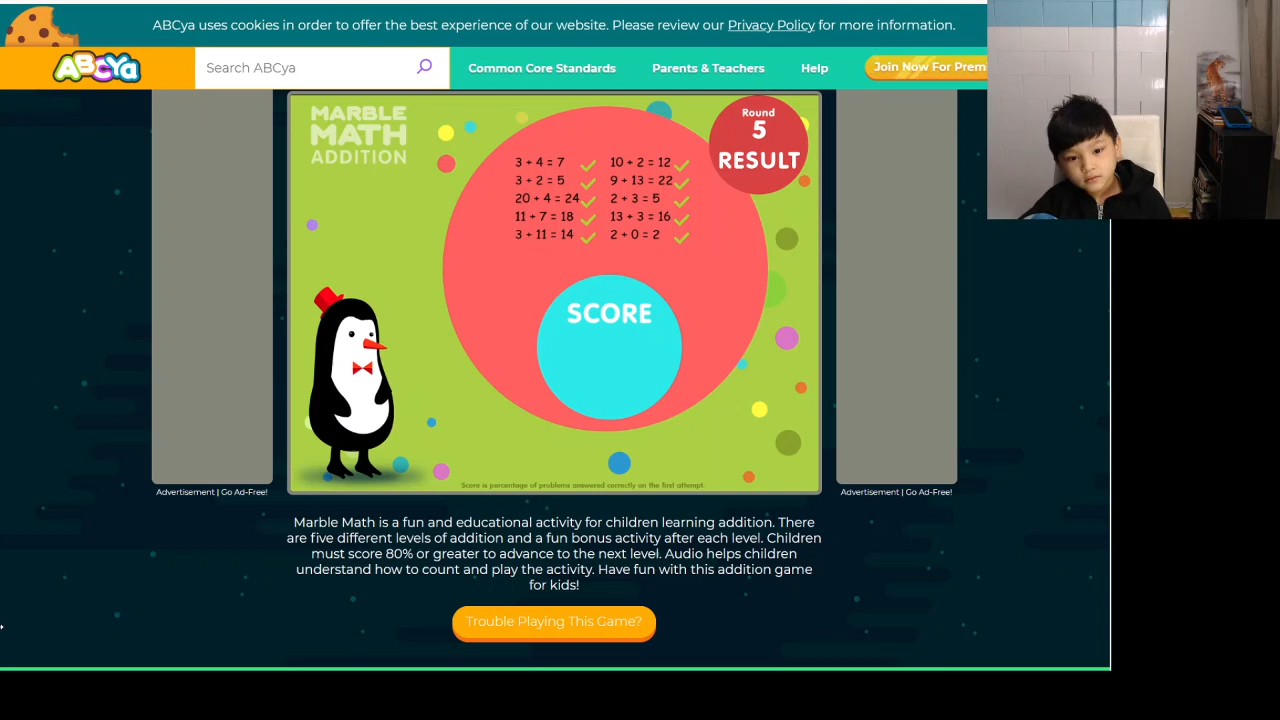 ABCya uses cookies in order to offer the best experience of our website. Please review our Privacy Policy for more information.
ABCYa
Search ABCya
Common Core Standards
Parents & Teachers
Help
Join Now For Premi
MARBLE
MATH
ADDITION
Round
5
RESULT
3 + 4 = 7
10 + 2 = 12
3 + 2 = 5
9 + 13 = 22
20 + 4 = 24
2 + 3 = 5
11 + 7 = 18
13 + 3 = 16
3 + 11 = 14
2 + 0 = 2
SCORE
Score is percentage of problems answered correctly on the first attempt.
Advertisement | Go Ad-Free!
Advertisement | Go Ad-Free!
Marble Math is a fun and educational activity for children learning addition. There
are five different levels of addition and a fun bonus activity after each level. Children
must score 80% or greater to advance to the next level. Audio helps children
understand how to count and play the activity. Have fun with this addition game
for kids!
Trouble Playing This Game?